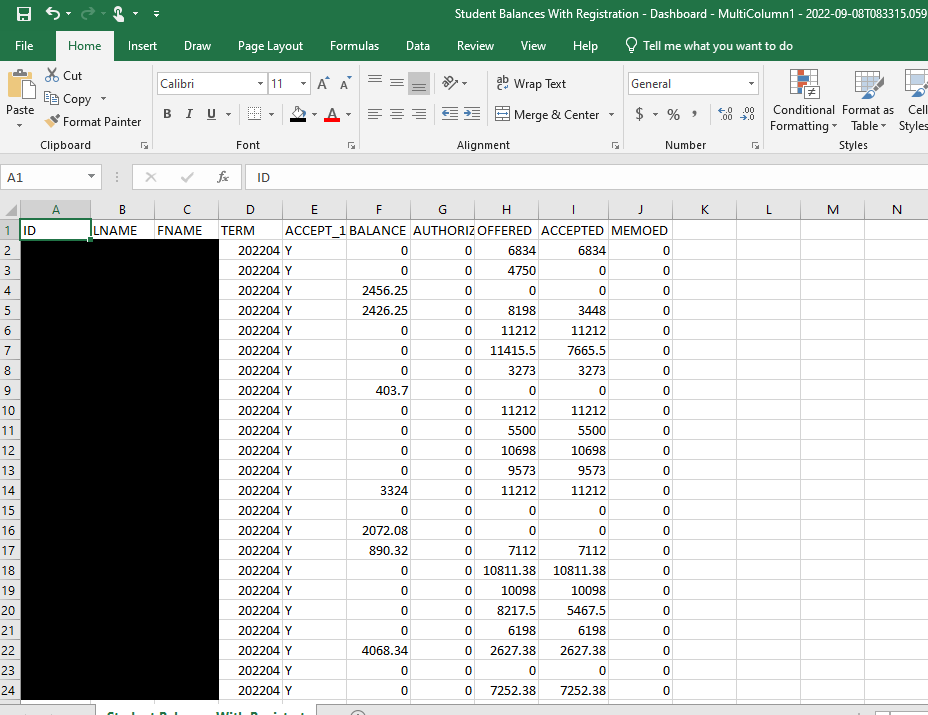 Student Balances With Registration - Dashboard - MultiColumn1 - 2022-09-08T083315.059
File Home Insert Draw Page Layout Formulas Data Review View Help Tell me what you want to do
Cut
Copy
Format Painter
Paste
Clipboard
Calibri 11 A A
B I U A
Font
ab Wrap Text
Merge & Center
Alignment
General
$ % , .00 .00
Number
Conditional Format as Cell
Formatting Table Styles
Styles
A1 fx ID
A B C D E F G H I J K L M N
1 ID LNAME FNAME TERM ACCEPT_1 BALANCE AUTHORIZ OFFERED ACCEPTED MEMOED
2 202204 Y 0 0 6834 6834 0
3 202204 Y 0 0 4750 0 0
4 202204 Y 2456.25 0 0 0 0
5 202204 Y 2426.25 0 8198 3448 0
6 202204 Y 0 0 11212 11212 0
7 202204 Y 0 0 11415.5 7665.5 0
8 202204 Y 0 0 3273 3273 0
9 202204 Y 403.7 0 0 0 0
10 202204 Y 0 0 11212 11212 0
11 202204 Y 0 0 5500 5500 0
12 202204 Y 0 0 10698 10698 0
13 202204 Y 0 0 9573 9573 0
14 202204 Y 3324 0 11212 11212 0
15 202204 Y 0 0 0 0 0
16 202204 Y 2072.08 0 0 0 0
17 202204 Y 890.32 0 7112 7112 0
18 202204 Y 0 0 10811.38 10811.38 0
19 202204 Y 0 0 10098 10098 0
20 202204 Y 0 0 8217.5 5467.5 0
21 202204 Y 0 0 6198 6198 0
22 202204 Y 4068.34 0 2627.38 2627.38 0
23 202204 Y 0 0 0 0 0
24 202204 Y 0 0 7252.38 7252.38 0